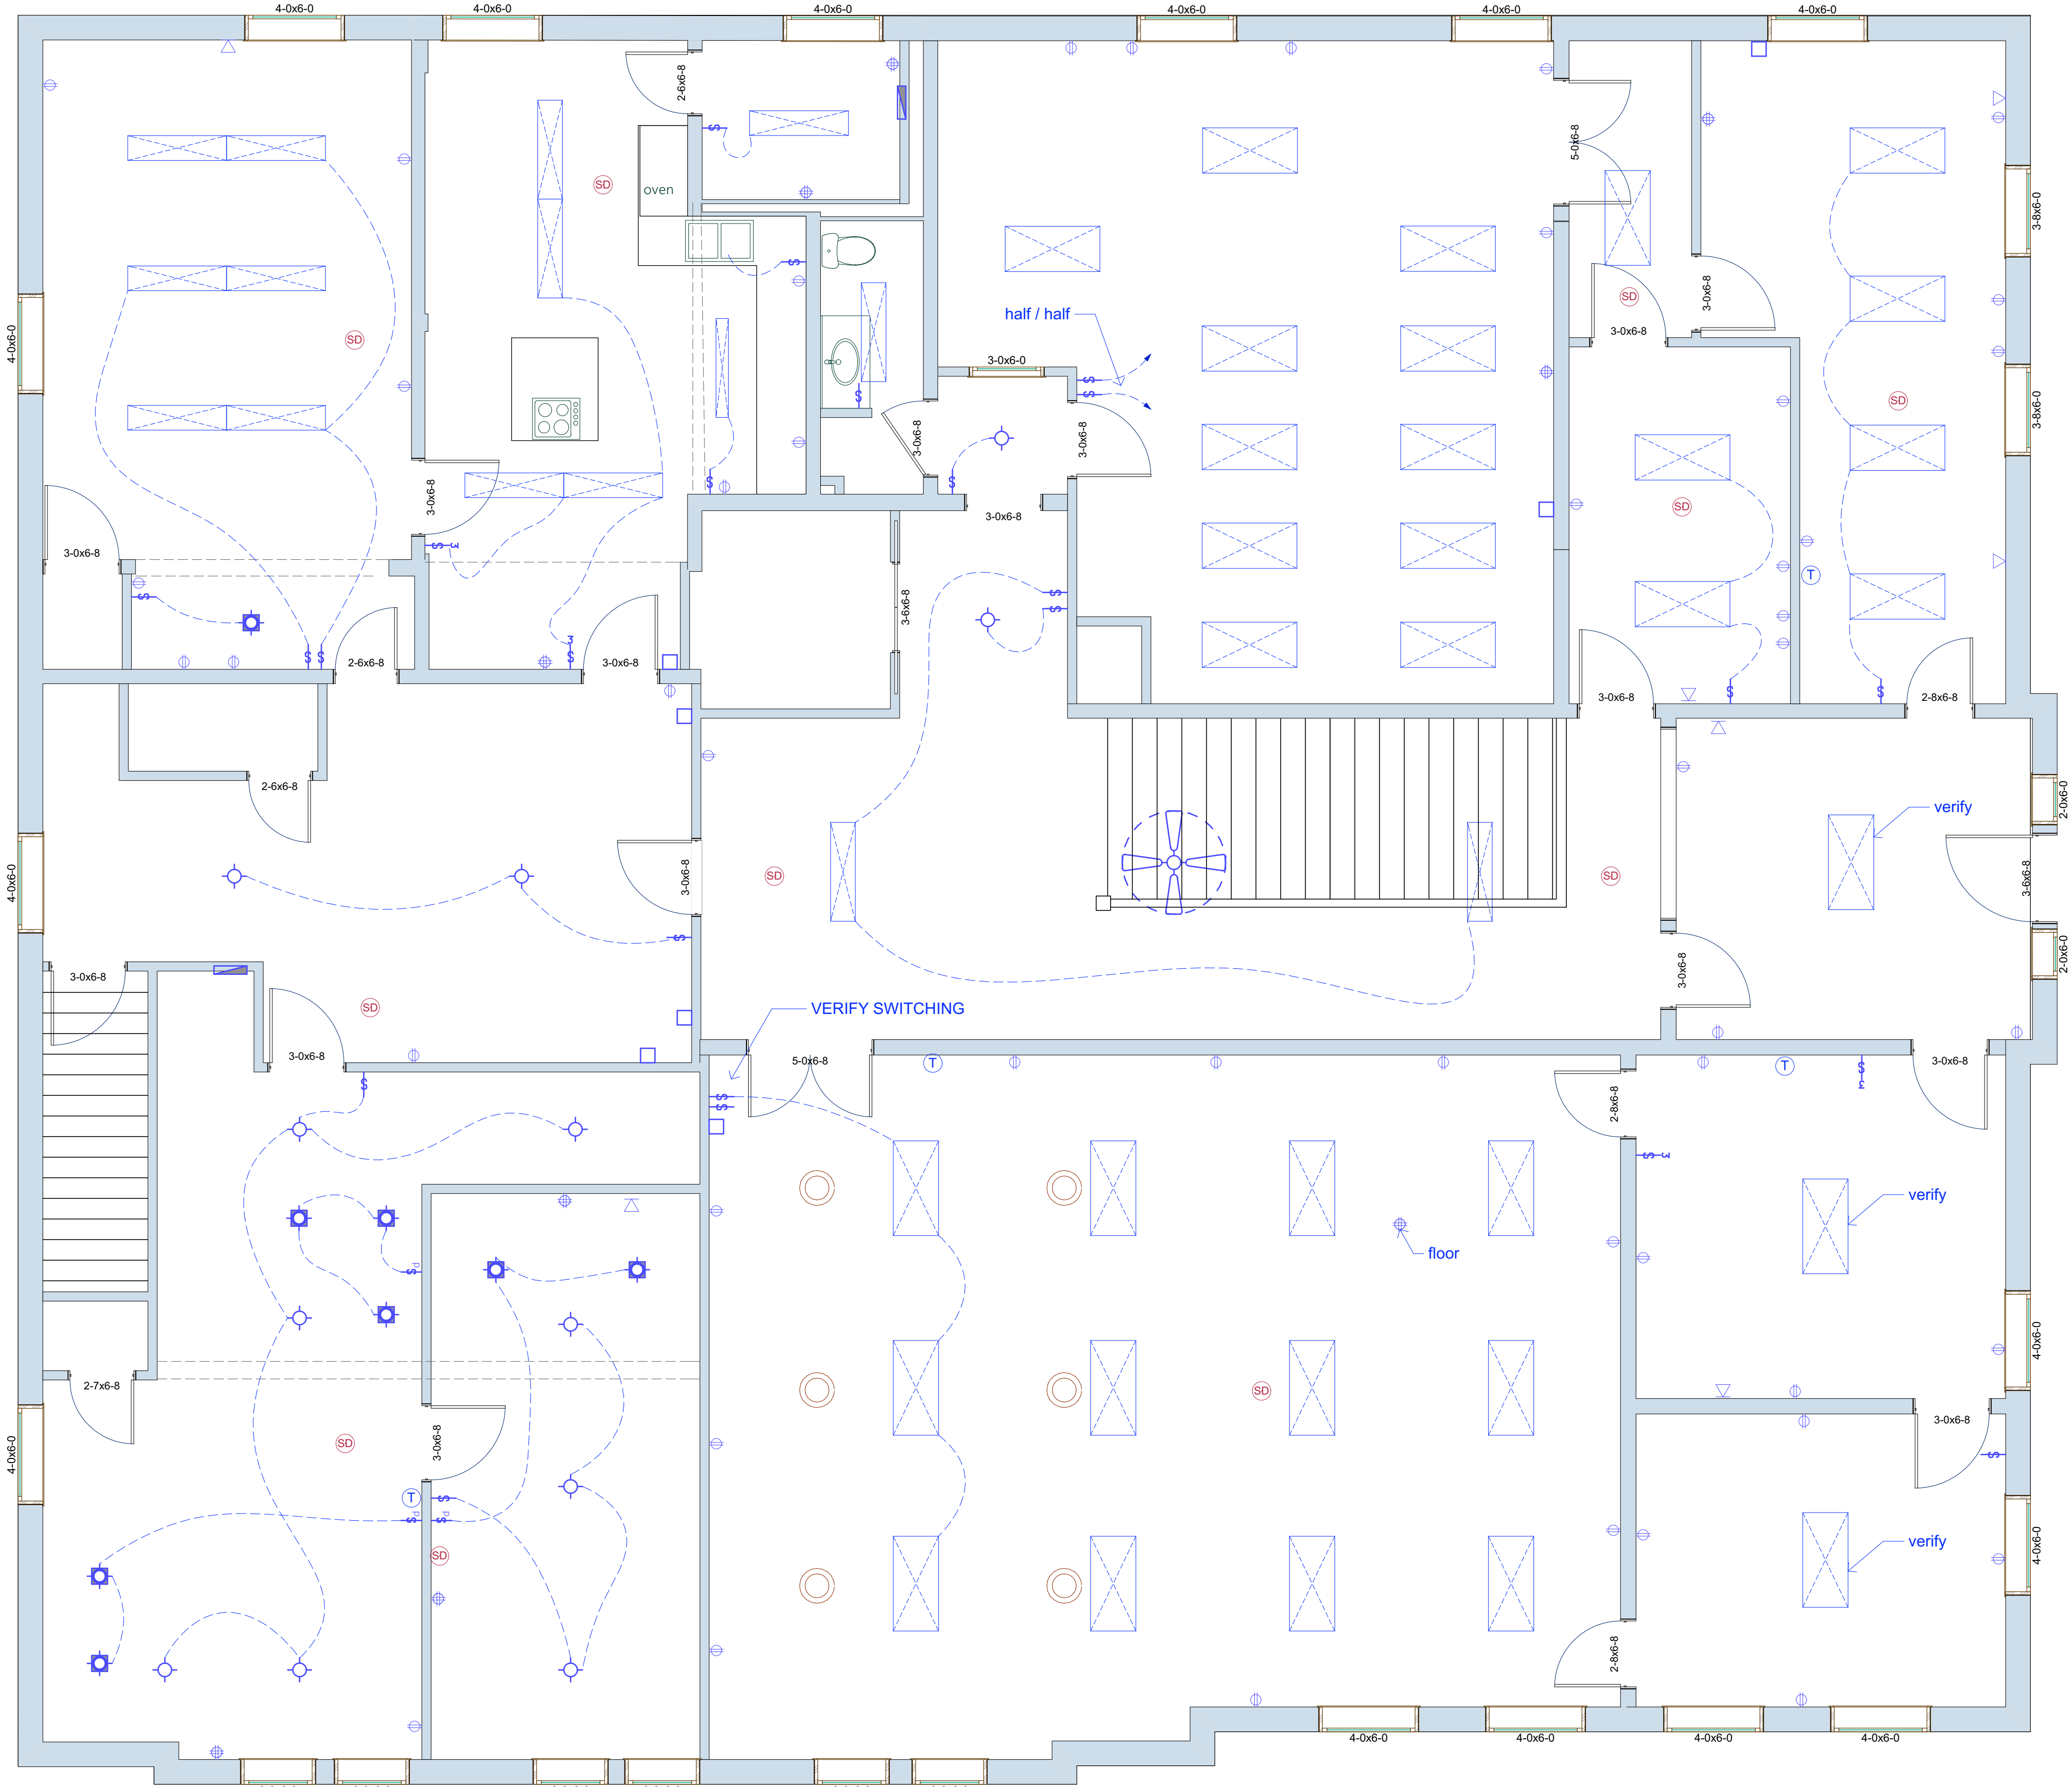 4-0x6-0
4-0x6-0
4-0x6-0
4-0x6-0
4-0x6-0
4-0x6-0
2-6x6-8
S
5-0x6-8
SD
oven
3-8x6-0
S
3-0x6-8
SD
half / half
4-0x6-0
SD
3-0x6-8
3-0x6-0
S
S
S
SD
3-8x6-0
3-0x6-8
3-0x6-8
3-0x6-8
S
S
SD
3-0x6-8
S 3
3-0x6-8
T
S
S
S
3-6x6-8
3
S
S
S
2-6x6-8
3-0x6-8
S
S
3-0x6-8
2-8x6-8
2-6x6-8
verify
2-0x6-0
4-0x6-0
3-0x6-8
SD
SD
3-6x6-8
S
2-0x6-0
3-0x6-8
3-0x6-8
SD
VERIFY SWITCHING
3-0x6-8
5-0x6-8
T
T
S
3
3-0x6-8
S
S
S
2-8x6-8
S 3
verify
S P
floor
4-0x6-0
2-7x6-8
SD
3-0x6-8
SD
3-0x6-8
4-0x6-0
S
T
S
S P
S P
SD
verify
4-0x6-0
2-8x6-8
4-0x6-0
4-0x6-0
4-0x6-0
4-0x6-0